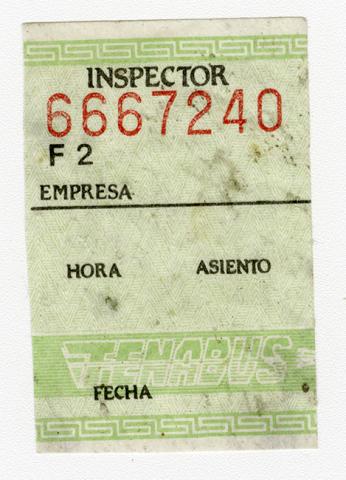 INSPECTOR
6667240
F 2
EMPRESA
HORA ASIENTO
TENABUS
FECHA